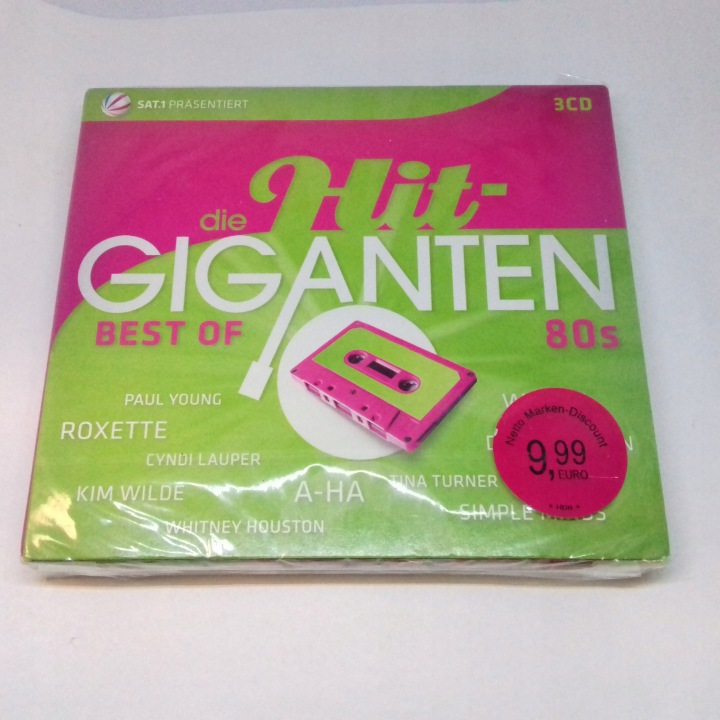 SAT.1 PRÄSENTIERT
3CD
die Hit-
GIGANTEN
BEST OF 80s
PAUL YOUNG
ROXETTE
CYNDI LAUPER
KIM WILDE
A-HA
TINA TURNER
WHITNEY HOUSTON
SIMPLE
Netto Marken-Discount
9,99
EURO